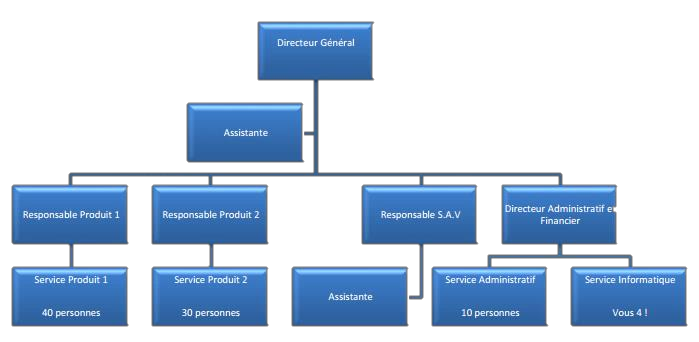 Directeur Général
Assistante
Responsable Produit 1
Responsable Produit 2
Responsable S.A.V
Directeur Administratif et
Financier
Service Produit 1
40 personnes
Service Produit 2
30 personnes
Assistante
Service Administratif
10 personnes
Service Informatique
Vous 4 !